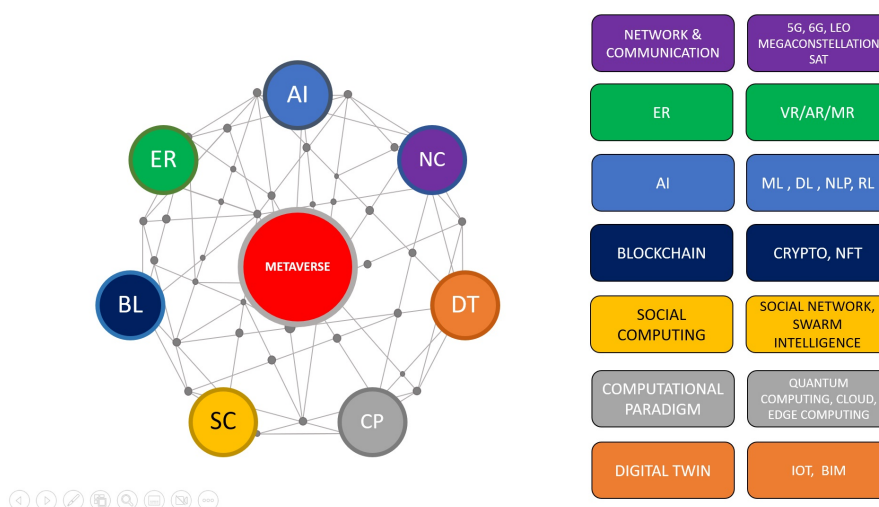 AI
ER
NC
METAVERSE
BL
DT
SC
CP
NETWORK &
COMMUNICATION
5G, 6G, LEO
MEGACONSTELLATION
SAT
ER
VR/AR/MR
AI
ML , DL , NLP, RL
BLOCKCHAIN
CRYPTO, NFT
SOCIAL
COMPUTING
SOCIAL NETWORK,
SWARM
INTELLIGENCE
COMPUTATIONAL
PARADIGM
QUANTUM
COMPUTING, CLOUD,
EDGE COMPUTING
DIGITAL TWIN
IOT, BIM